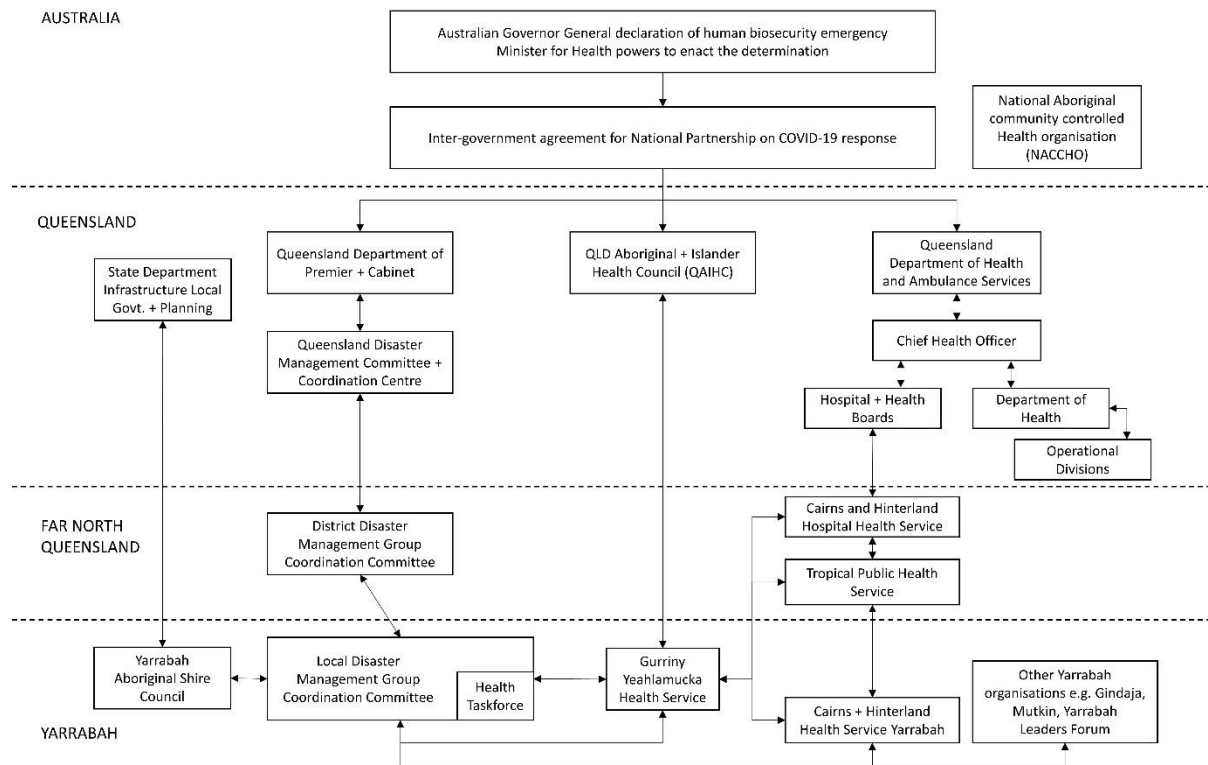 AUSTRALIA
Australian Governor General declaration of human biosecurity emergency
Minister for Health powers to enact the determination
Inter-government agreement for National Partnership on COVID-19 response
National Aboriginal
community controlled
Health organisation
(NACCHO)
QUEENSLAND
State Department
Infrastructure Local
Govt. + Planning
Queensland Department of
Premier + Cabinet
QLD Aboriginal + Islander
Health Council (QAIHC)
Queensland
Department of Health
and Ambulance Services
Queensland Disaster
Management Committee +
Coordination Centre
Chief Health Officer
Hospital + Health
Boards
Department of
Health
Operational
Divisions
FAR NORTH
QUEENSLAND
District Disaster
Management Group
Coordination Committee
Cairns and Hinterland
Hospital Health Service
Tropical Public Health
Service
YARRABAH
Yarrabah
Aboriginal Shire
Council
Local Disaster
Management Group
Coordination Committee
Health
Taskforce
Gurriny
Yeahlamucka
Health Service
Cairns + Hinterland
Health Service Yarrabah
Other Yarrabah
organisations e.g. Gindaja,
Mutkin, Yarrabah
Leaders Forum